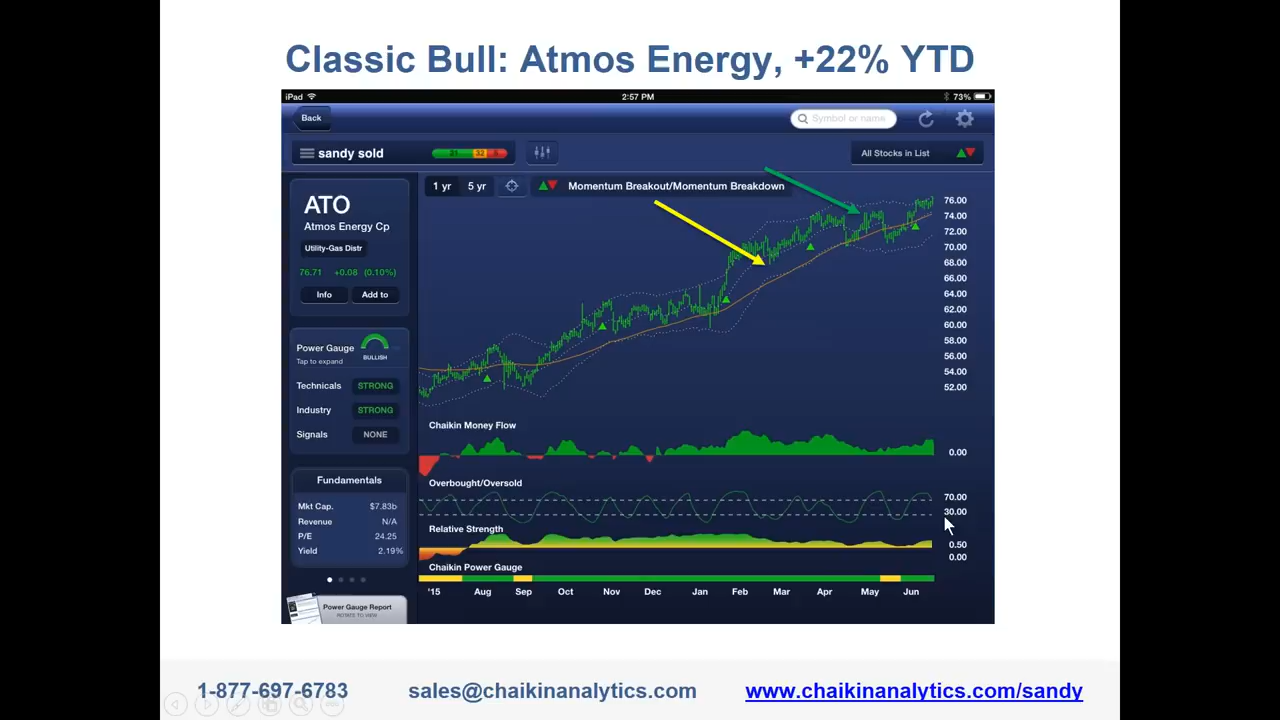 Classic Bull: Atmos Energy, +22% YTD
iPad
2:57 PM
73%
Back
Symbol or name
sandy sold
31 32 5
All Stocks in List
ATO
Atmos Energy Cp
Utility-Gas Distr
76.71 +0.08 (0.10%)
Info Add to
1 yr 5 yr
Momentum Breakout/Momentum Breakdown
76.00
74.00
72.00
70.00
68.00
66.00
64.00
62.00
60.00
58.00
56.00
54.00
52.00
Power Gauge
Tap to expand
BULLISH
Technicals STRONG
Industry STRONG
Signals NONE
Chaikin Money Flow
0.00
Overbought/Oversold
70.00
30.00
Relative Strength
0.50
0.00
Chaikin Power Gauge
'15 Aug Sep Oct Nov Dec Jan Feb Mar Apr May Jun
Fundamentals
Mkt Cap. $7.83b
Revenue N/A
P/E 24.25
Yield 2.19%
Power Gauge Report
ROTATE TO VIEW
1-877-697-6783 sales@chaikinanalytics.com www.chaikinanalytics.com/sandy